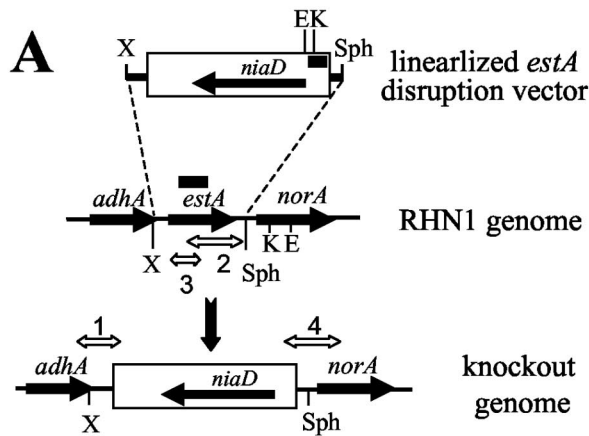 A
EK
X
Sph
niaD
linearlized estA
disruption vector
adhA
estA
norA
RHN1 genome
K E
X
2
Sph
3
1
4
adhA
niaD
norA
knockout
genome
X
Sph